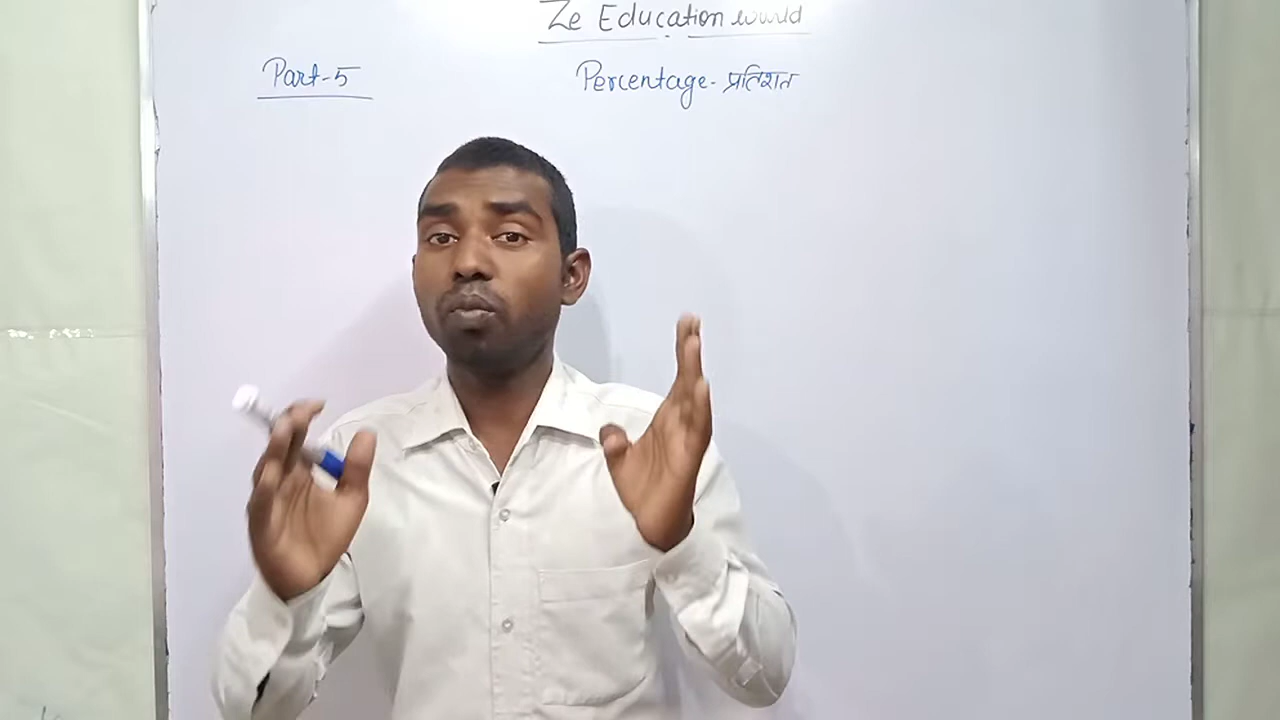 Ze Education world
Part-5
Percentage- प्रतिशत